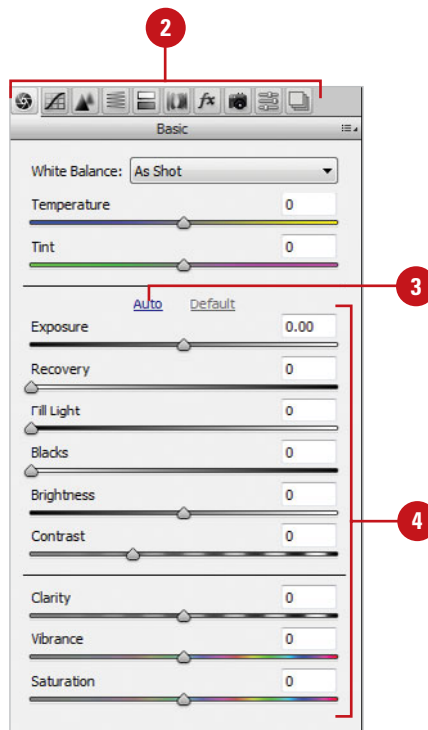 2
fx
Basic
White Balance: As Shot
Temperature 0
Tint 0
3
Auto Default
Exposure 0.00
Recovery 0
Fill Light 0
Blacks 0
Brightness 0
4
Contrast 0
Clarity 0
Vibrance 0
Saturation 0